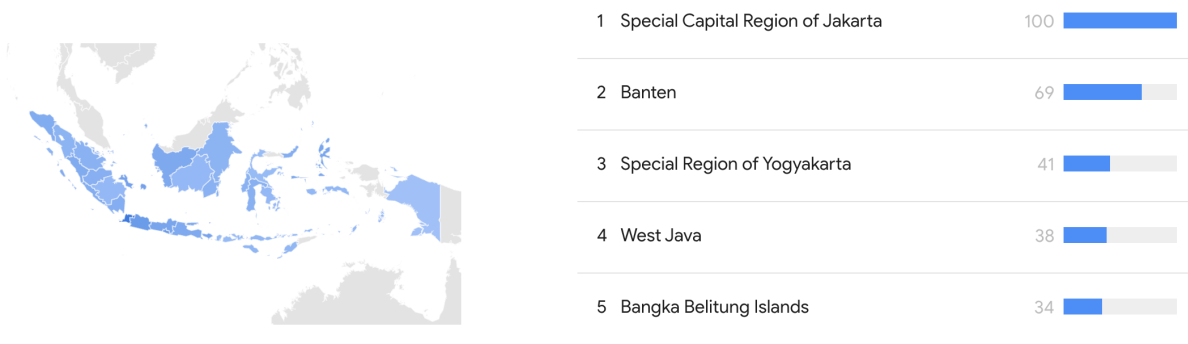 1 Special Capital Region of Jakarta 100
2 Banten 69
3 Special Region of Yogyakarta 41
4 West Java 38
5 Bangka Belitung Islands 34